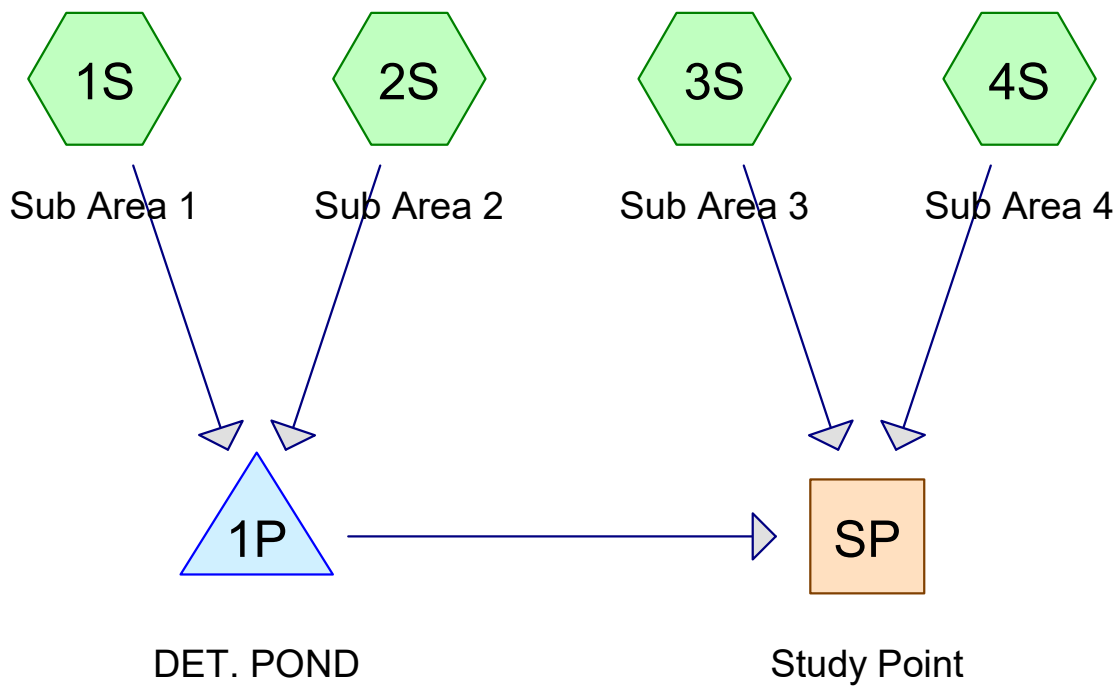 1S
2S
3S
4S
Sub Area 1
Sub Area 2
Sub Area 3
Sub Area 4
1P
SP
DET. POND
Study Point